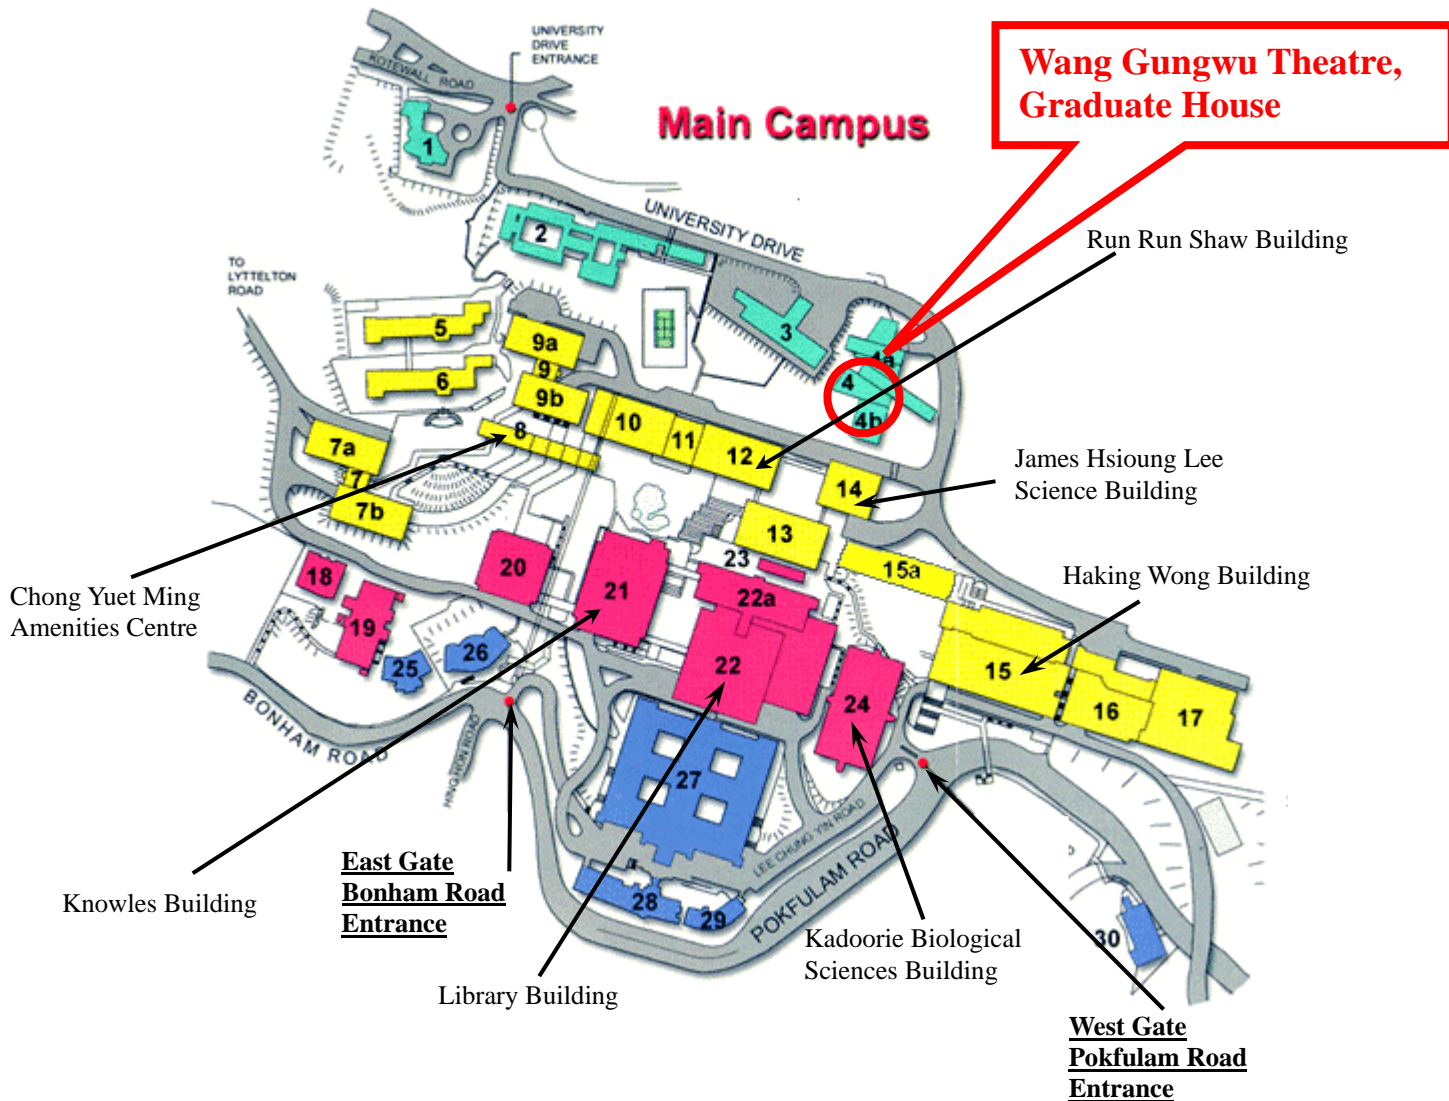 UNIVERSITY
DRIVE
ENTRANCE
KOTEWALL ROAD
Wang Gungwu Theatre,
Graduate House
Main Campus
1
UNIVERSITY DRIVE
2
Run Run Shaw Building
TO
LYTTELTON
ROAD
3
5
9a
4a
6
9
4
9b
4b
10
8
11
12
7a
7
7b
14
James Hsioung Lee
Science Building
13
23
15a
20
18
21
22a
Haking Wong Building
Chong Yuet Ming
Amenities Centre
19
26
25
22
15
24
16
17
BONHAM ROAD
HING HON ROAD
27
LEE CHUNG YIN ROAD
POKFULAM ROAD
East Gate
Bonham Road
Entrance
Knowles Building
28
29
30
Kadoorie Biological
Sciences Building
Library Building
West Gate
Pokfulam Road
Entrance